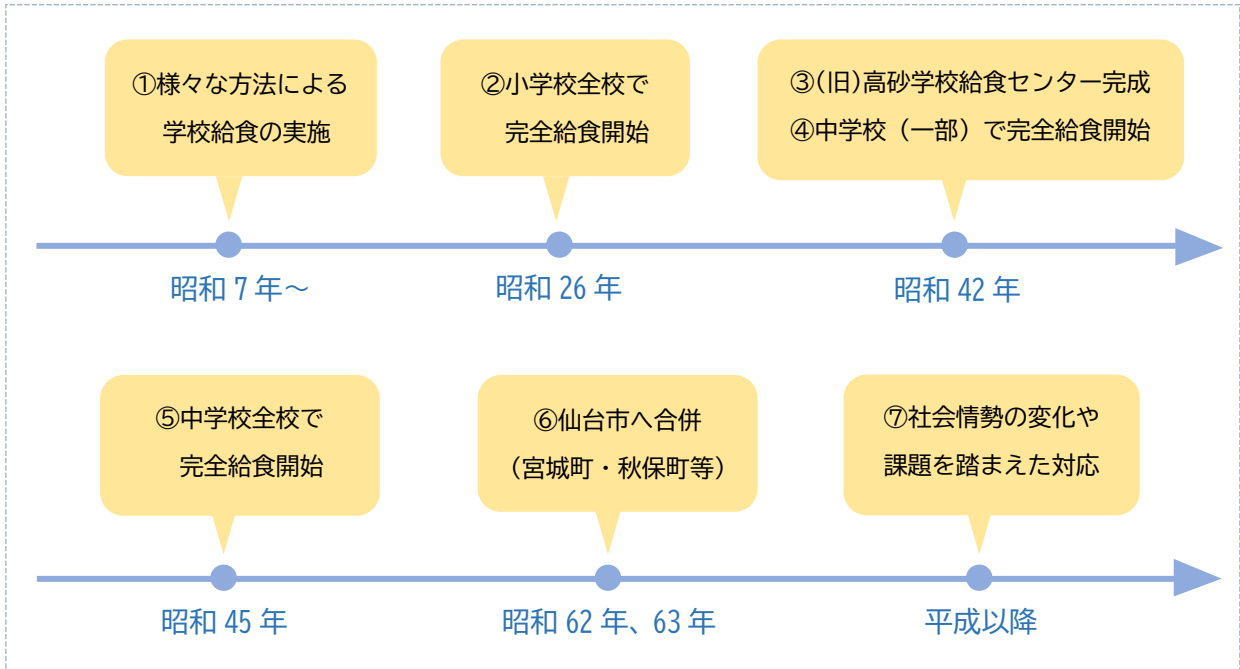 ①様々な方法による
学校給食の実施
②小学校全校で
完全給食開始
③(旧)高砂学校給食センター完成
④中学校（一部）で完全給食開始
昭和 7 年～
昭和 26 年
昭和 42 年
⑤中学校全校で
完全給食開始
⑥仙台市へ合併
（宮城町・秋保町等）
⑦社会情勢の変化や
課題を踏まえた対応
昭和 45 年
昭和 62 年、63 年
平成以降